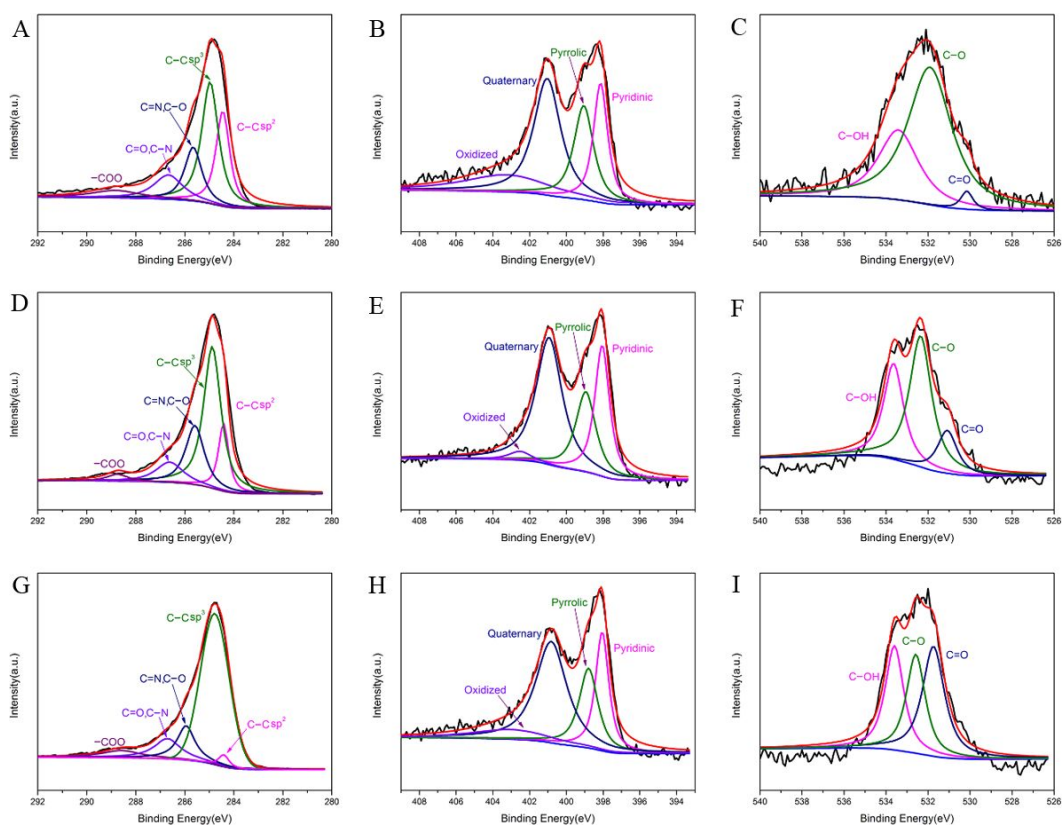 A
Intensity(a.u.)
C−Csp³
C=N,C−O
C−Csp²
C=O,C−N
−COO
292 290 288 286 284 282 280
Binding Energy(eV)
B
Intensity(a.u.)
Pyrrolic
Quaternary
Pyridinic
Oxidized
408 406 404 402 400 398 396 394
Binding Energy(eV)
C
Intensity(a.u.)
C−O
C−OH
C=O
540 538 536 534 532 530 528 526
Binding Energy(eV)
D
Intensity(a.u.)
C−Csp³
C=N,C−O
C−Csp²
C=O,C−N
−COO
292 290 288 286 284 282 280
Binding Energy(eV)
E
Intensity(a.u.)
Pyrrolic
Quaternary
Pyridinic
Oxidized
408 406 404 402 400 398 396 394
Binding Energy(eV)
F
Intensity(a.u.)
C−O
C−OH
C=O
540 538 536 534 532 530 528 526
Binding Energy(eV)
G
Intensity(a.u.)
C−Csp³
C=N,C−O
C=O,C−N
C−Csp²
−COO
292 290 288 286 284 282 280
Binding Energy(eV)
H
Intensity(a.u.)
Pyrrolic
Quaternary
Pyridinic
Oxidized
408 406 404 402 400 398 396 394
Binding Energy(eV)
I
Intensity(a.u.)
C−O
C=O
C−OH
540 538 536 534 532 530 528 526
Binding Energy(eV)